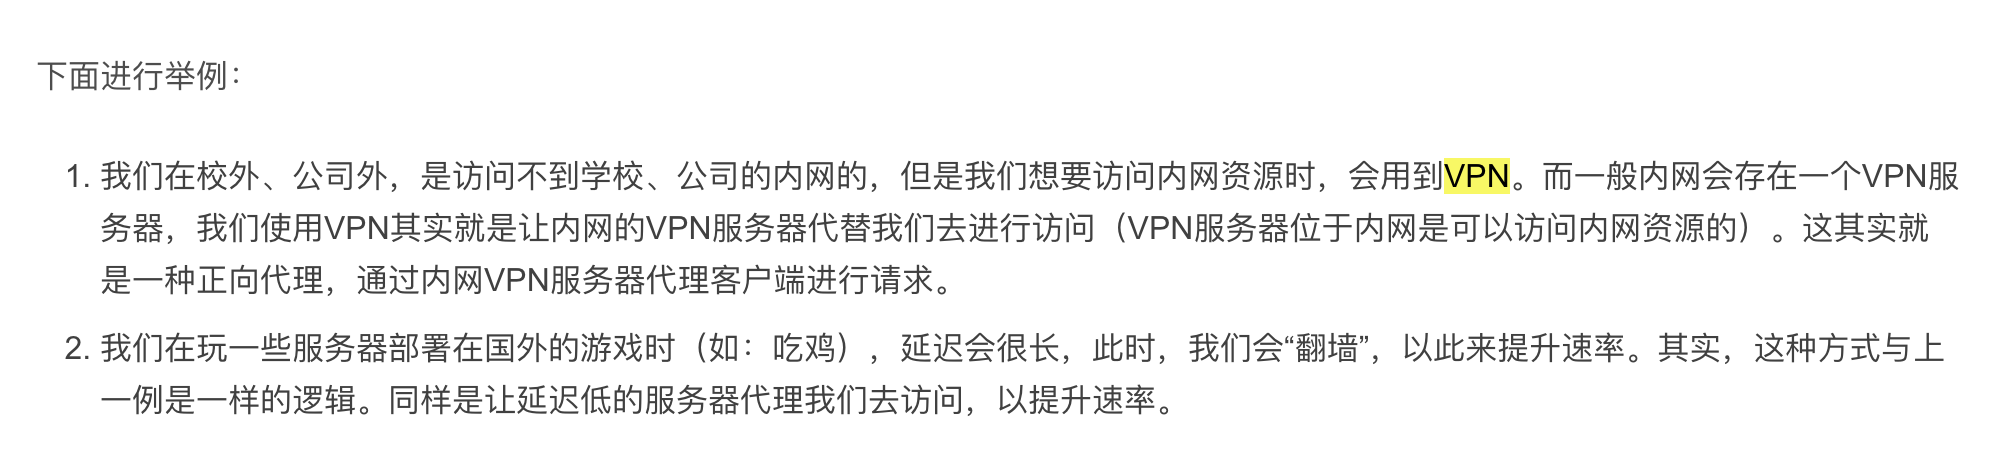 下面进行举例：
1. 我们在校外、公司外，是访问不到学校、公司的内网的，但是我们想要访问内网资源时，会用到VPN。而一般内网会存在一个VPN服
务器，我们使用VPN其实就是让内网的VPN服务器代替我们去进行访问（VPN服务器位于内网是可以访问内网资源的）。这其实就
是一种正向代理，通过内网VPN服务器代理客户端进行请求。
2. 我们在玩一些服务器部署在国外的游戏时（如：吃鸡），延迟会很长，此时，我们会“翻墙”，以此来提升速率。其实，这种方式与上
一例是一样的逻辑。同样是让延迟低的服务器代理我们去访问，以提升速率。